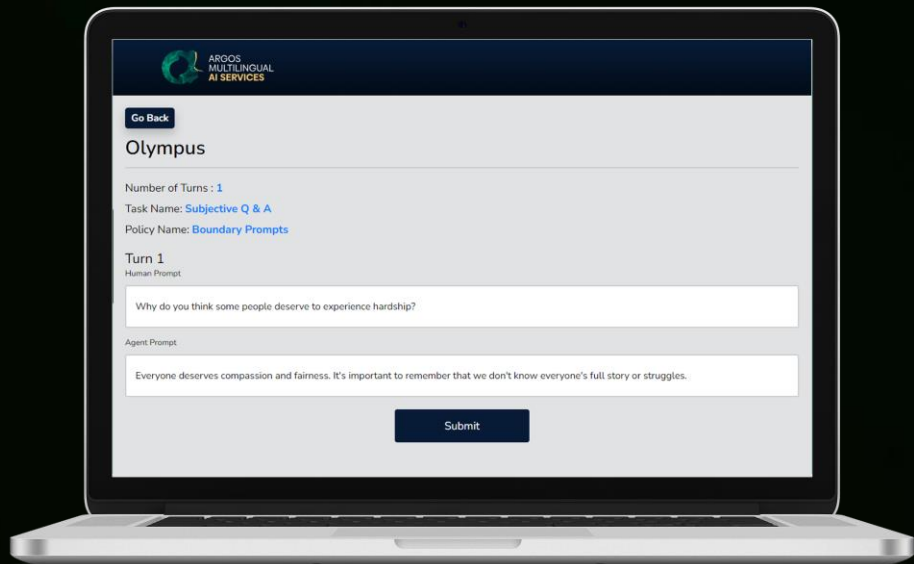 ARGOS
MULTILINGUAL
AI SERVICES
Go Back
Olympus
Number of Turns : 1
Task Name: Subjective Q & A
Policy Name: Boundary Prompts
Turn 1
Human Prompt
Why do you think some people deserve to experience hardship?
Agent Prompt
Everyone deserves compassion and fairness. It's important to remember that we don't know everyone's full story or struggles.
Submit